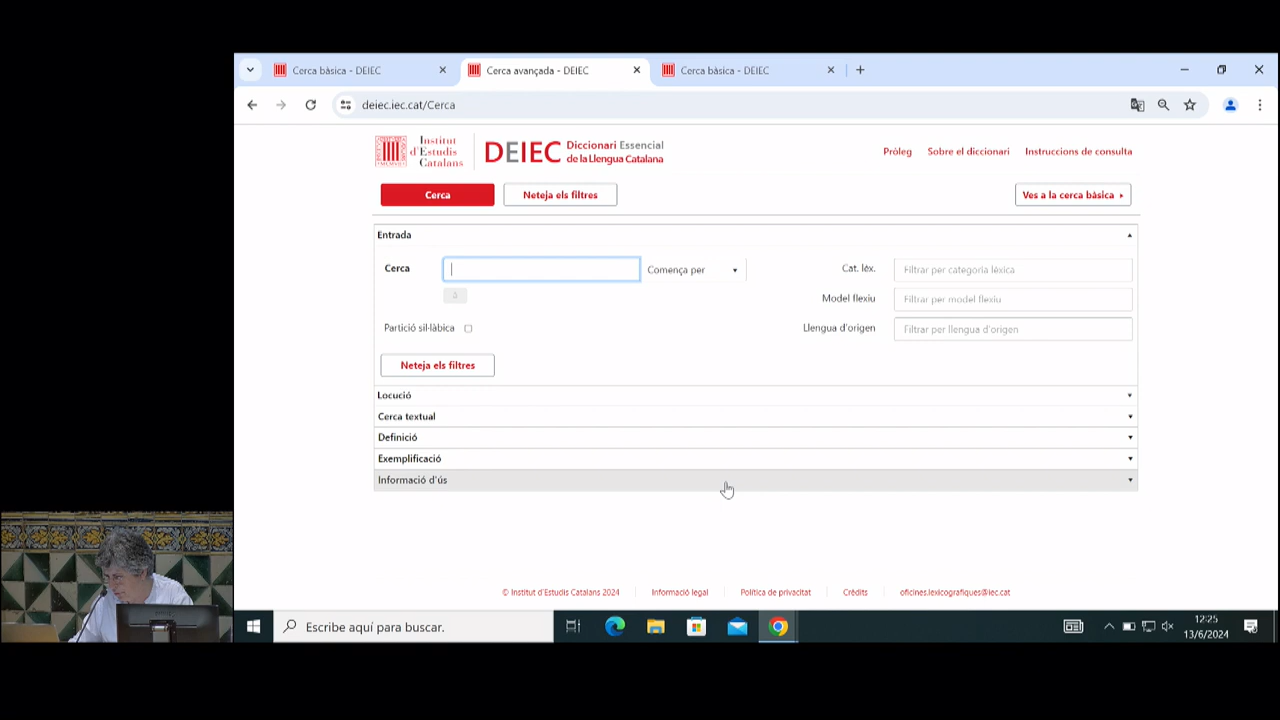 Cerca bàsica - DEIEC
Cerca avançada - DEIEC
Cerca bàsica - DEIEC
deiec.iec.cat/Cerca
Institut d'Estudis Catalans
DEIEC Diccionari Essencial de la Llengua Catalana
Pròleg Sobre el diccionari Instruccions de consulta
Cerca Neteja els filtres Ves a la cerca bàsica
Entrada
Cerca Comença per Cat. lèx. Filtrar per categoria lèxica
Model flexiu Filtrar per model flexiu
Partició sil·làbica Llengua d'origen Filtrar per llengua d'origen
Neteja els filtres
Locució
Cerca textual
Definició
Exemplificació
Informació d'ús
© Institut d'Estudis Catalans 2024 Informació legal Política de privacitat Crèdits oficines.lexicografiques@iec.cat
Escribe aquí para buscar.
12:25
13/6/2024